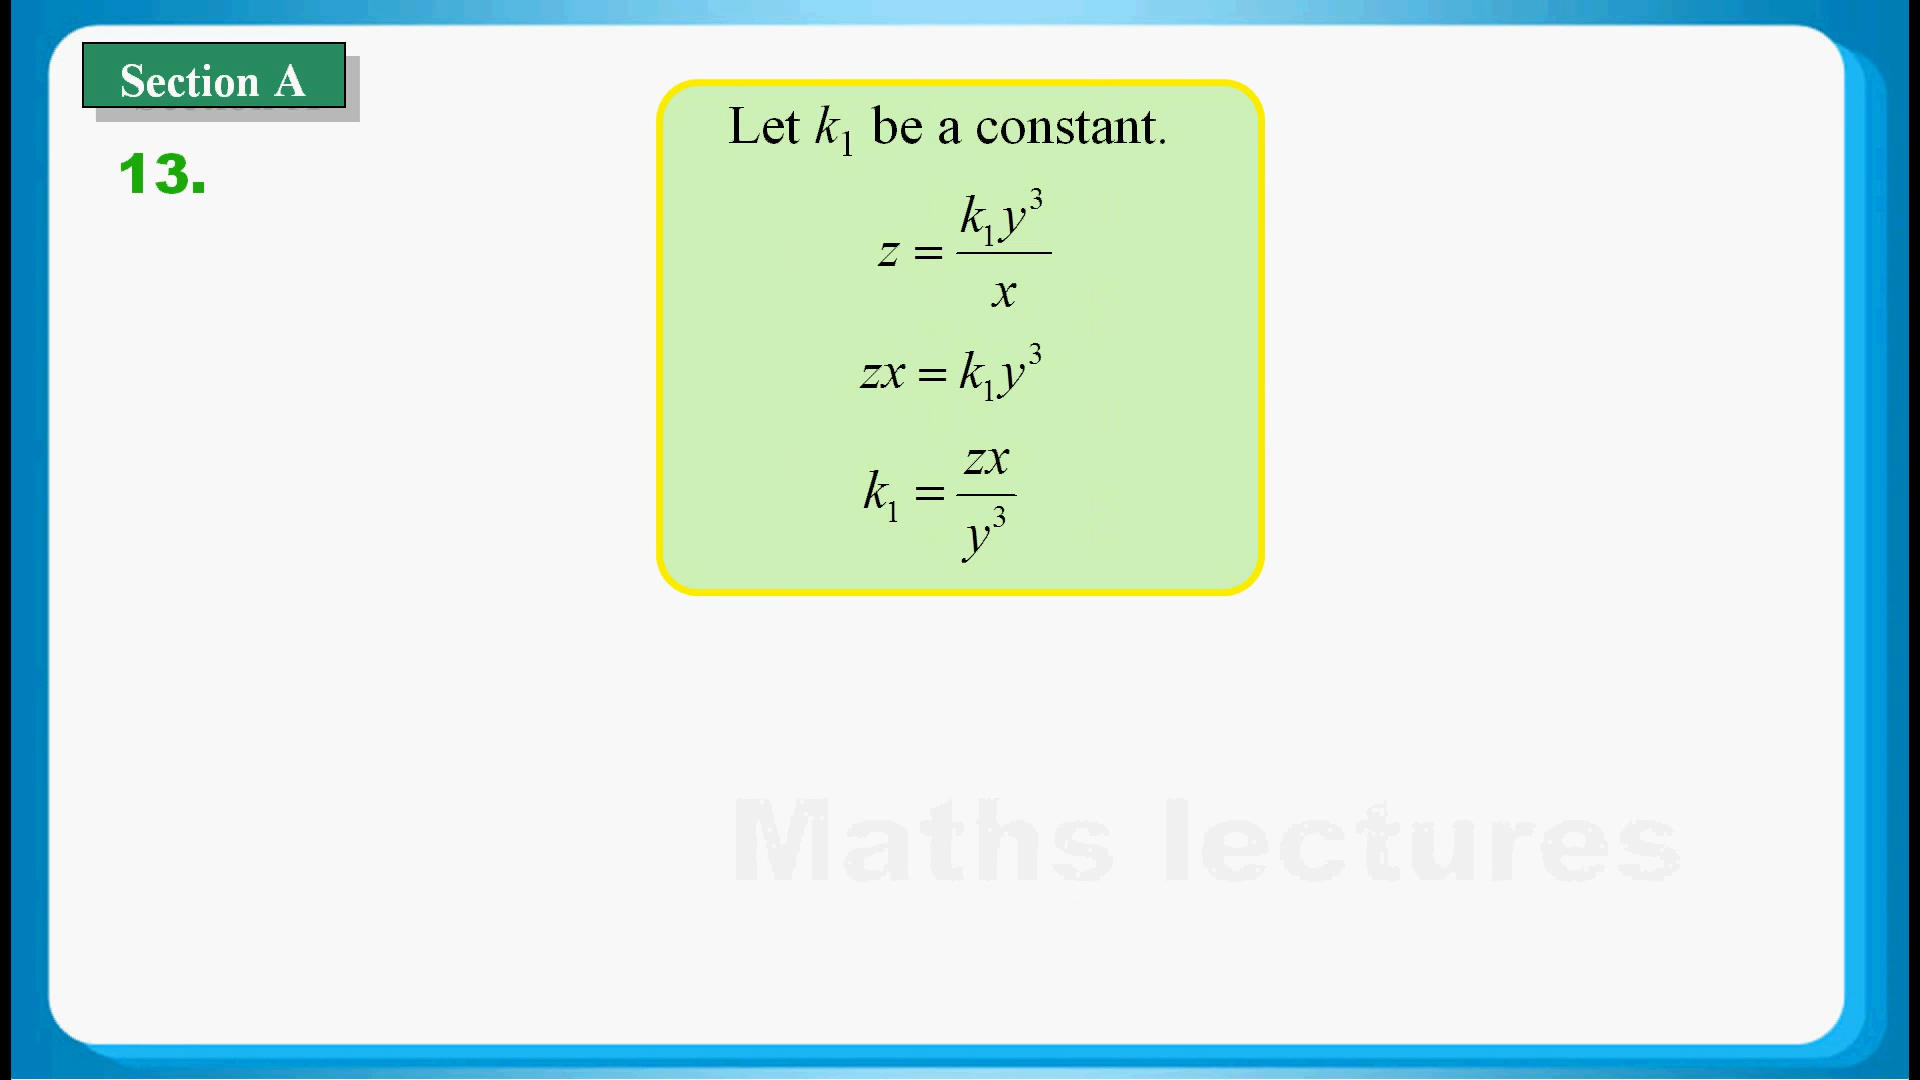 Section A
13.
Let k₁ be a constant.
z = k₁y³/x
zx = k₁y³
k₁ = zx/y³
Maths lectures